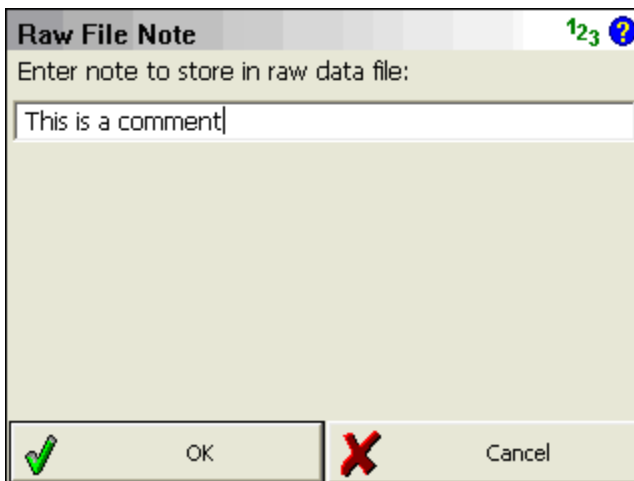 Raw File Note 123 ?
Enter note to store in raw data file:
This is a comment
OK Cancel